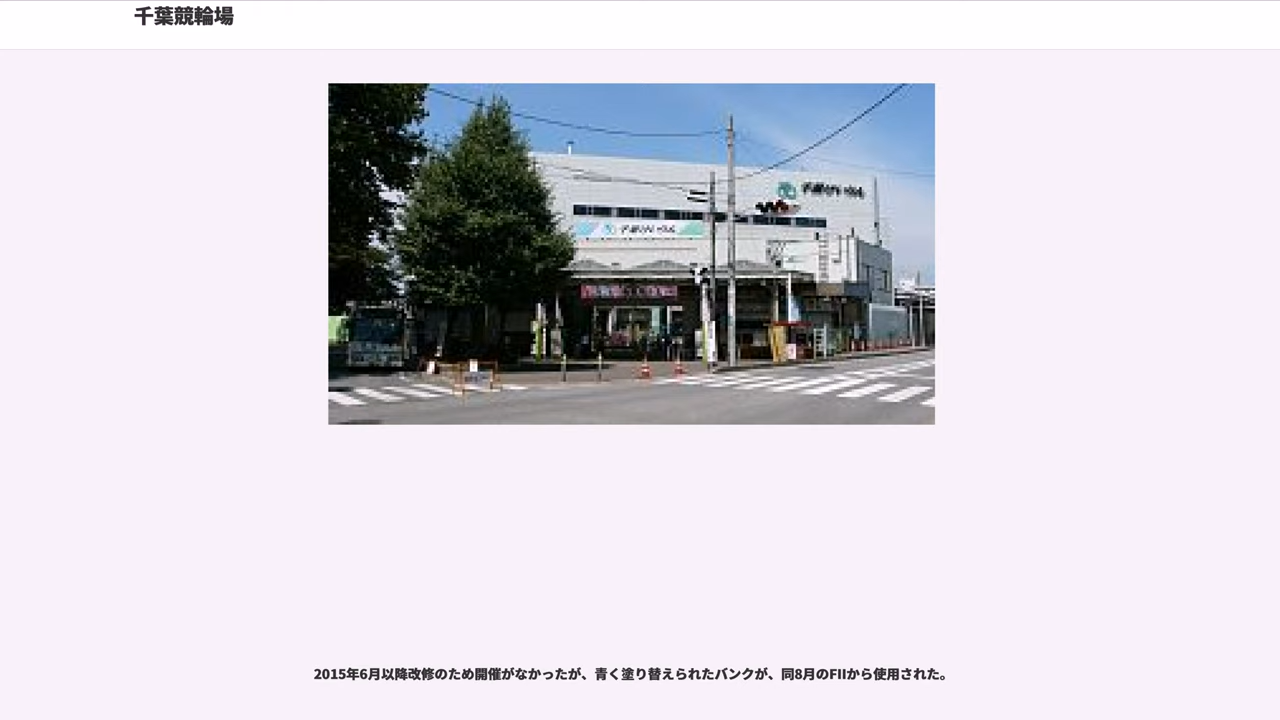 千葉競輪場
2015年6月以降改修のため開催がなかったが、青く塗り替えられたバンクが、同8月のFIIから使用された。